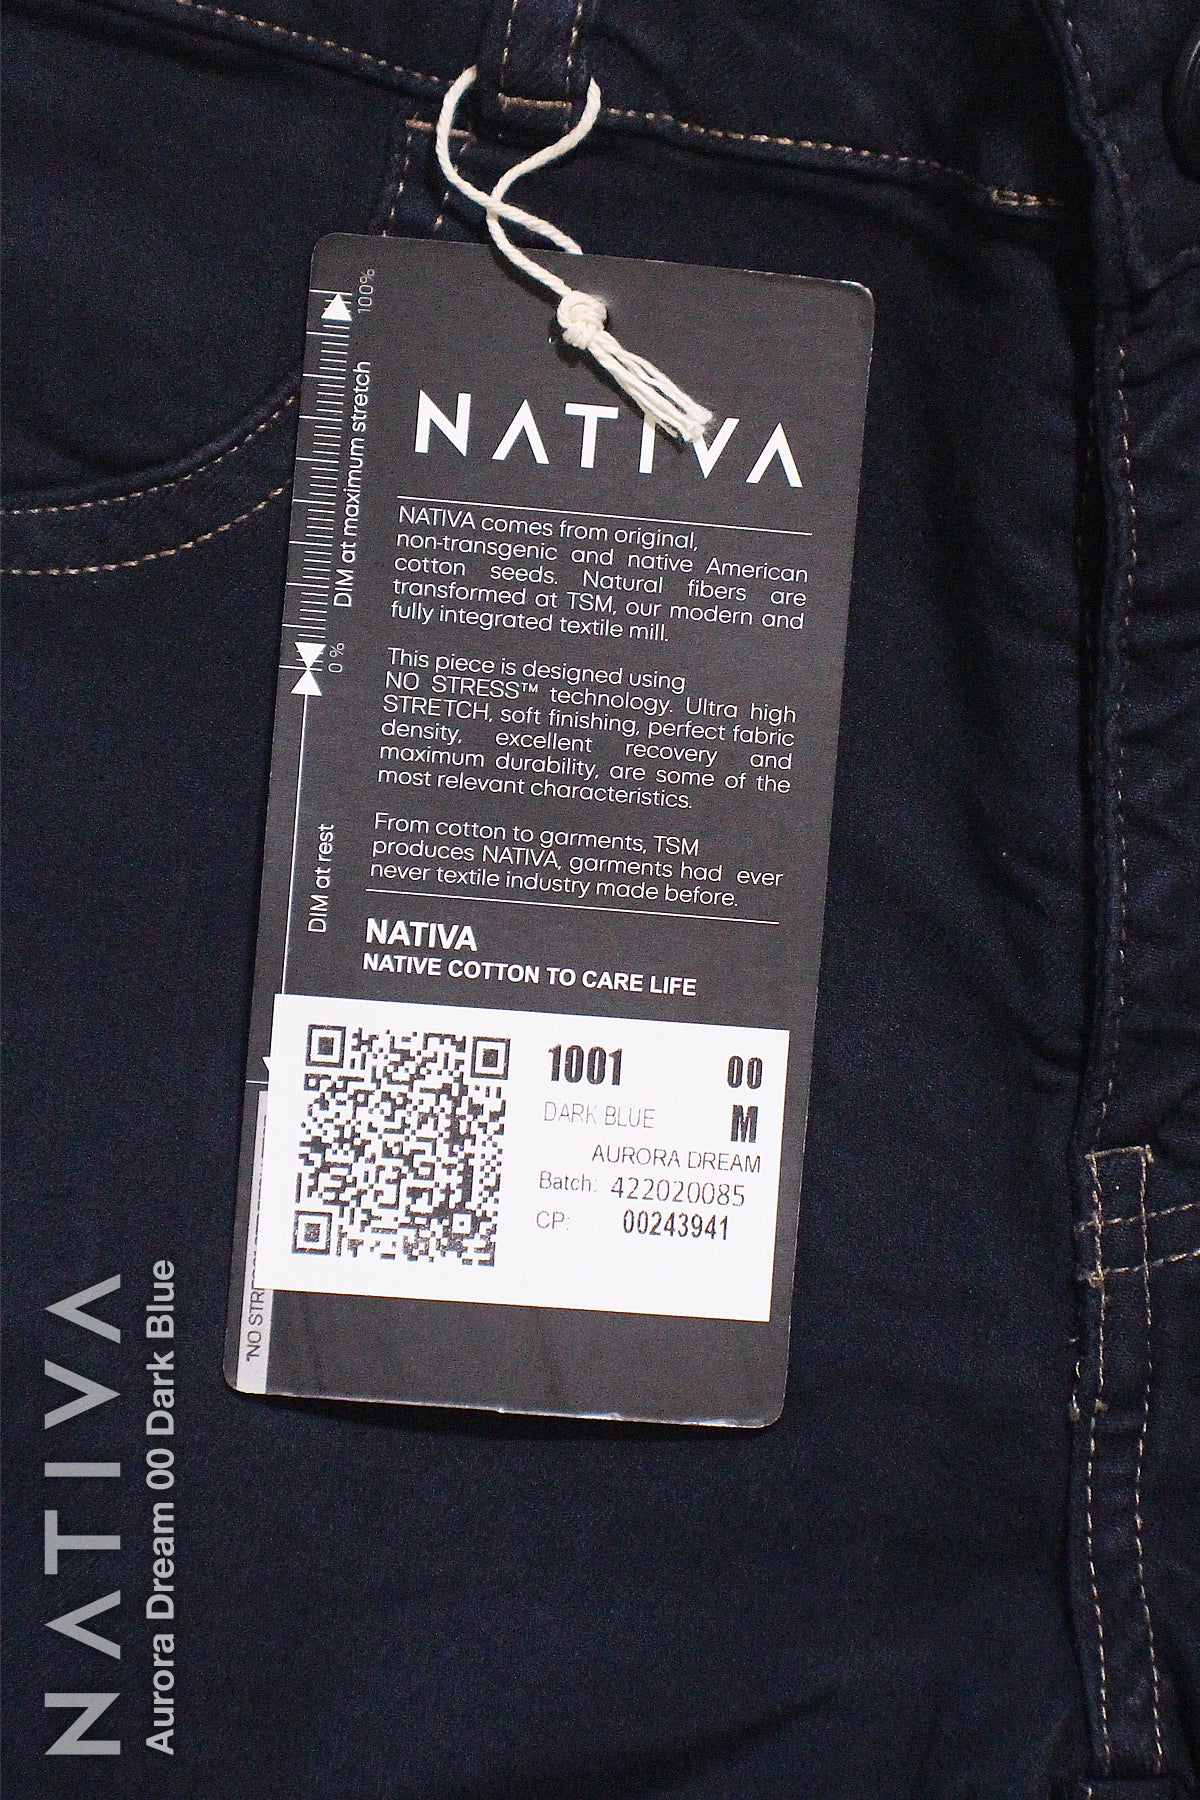 NATIVA
NATIVA comes from original,
non-transgenic and native American
cotton seeds. Natural fibers are
transformed at TSM, our modern and
fully integrated textile mill.
This piece is designed using
NO STRESS™ technology. Ultra high
STRETCH, soft finishing, perfect fabric
density, excellent recovery and
maximum durability, are some of the
most relevant characteristics.
From cotton to garments, TSM
produces NATIVA, garments had ever
never textile industry made before.
NATIVA
NATIVE COTTON TO CARE LIFE
100%
DIM at maximum stretch
0%
DIM at rest
"NO
1001 00
DARK BLUE M
AURORA DREAM
Batch: 422020085
CP: 00243941
NATIVA
Aurora Dream 00 Dark Blue